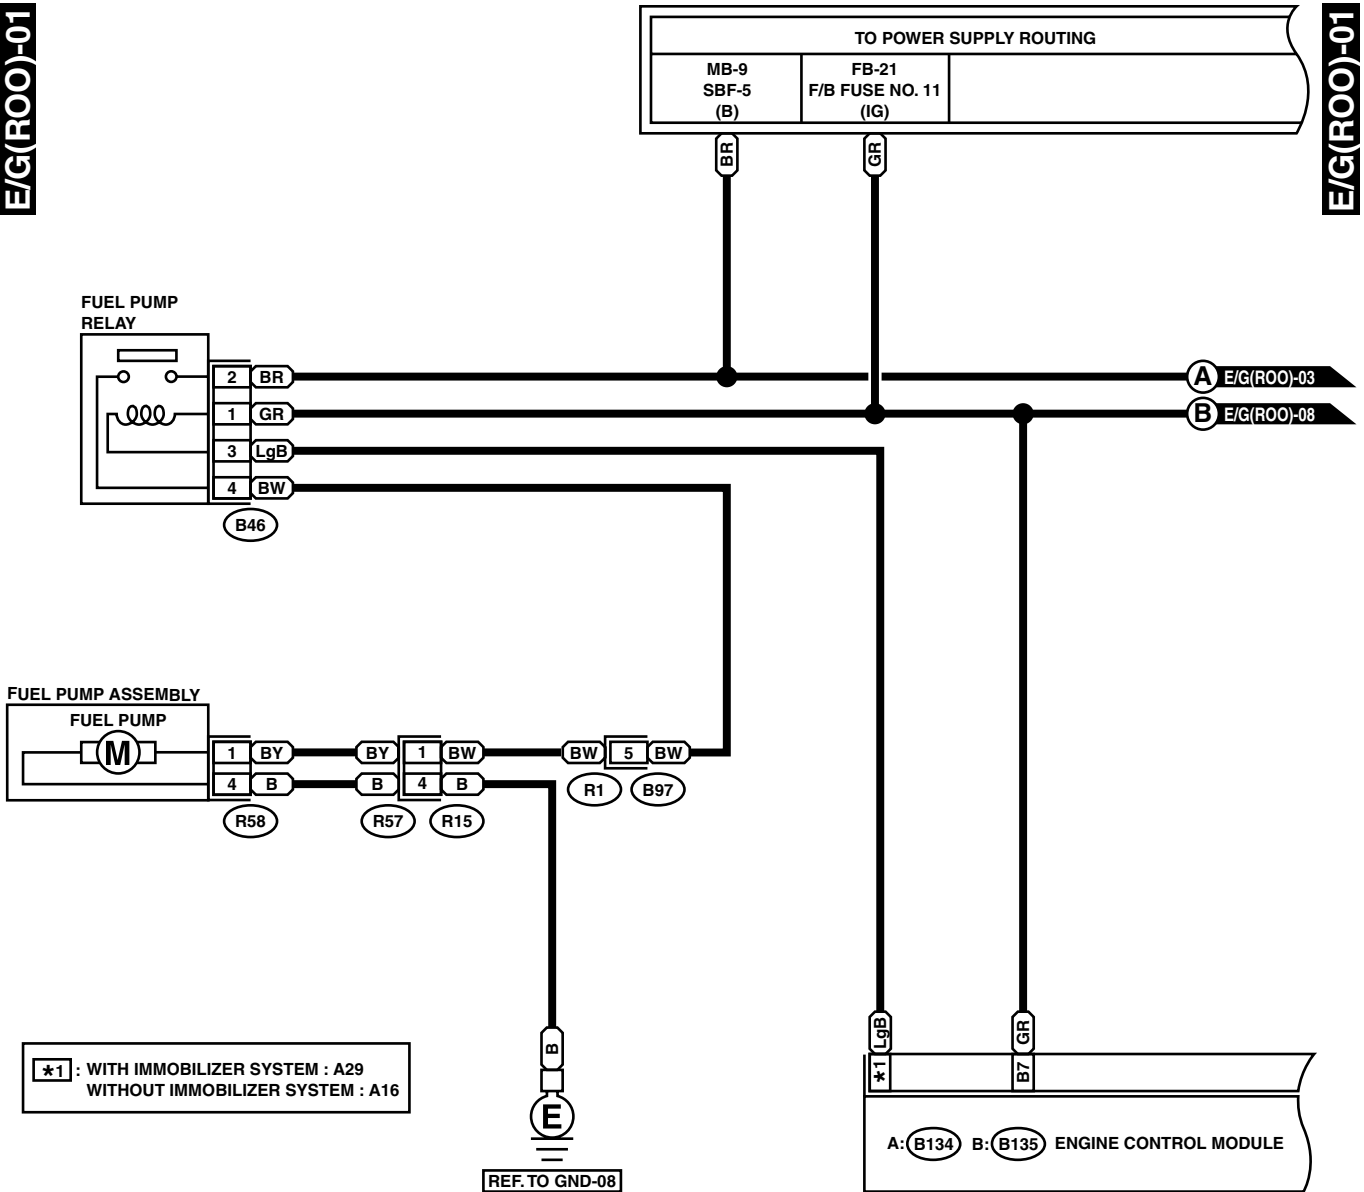 E/G(ROO)-01
E/G(ROO)-01
TO POWER SUPPLY ROUTING
MB-9
SBF-5
(B)
FB-21
F/B FUSE NO. 11
(IG)
BR
GR
FUEL PUMP
RELAY
2 BR
A E/G(ROO)-03
1 GR
B E/G(ROO)-08
3 LgB
4 BW
B46
FUEL PUMP ASSEMBLY
FUEL PUMP
M
1 BY
BY 1 BW
BW 5 BW
4 B
B 4 B
R1
B97
R58
R57
R15
B
LgB
GR
*1
B7
*1 : WITH IMMOBILIZER SYSTEM : A29
WITHOUT IMMOBILIZER SYSTEM : A16
E
A: B134 B: B135 ENGINE CONTROL MODULE
REF. TO GND-08